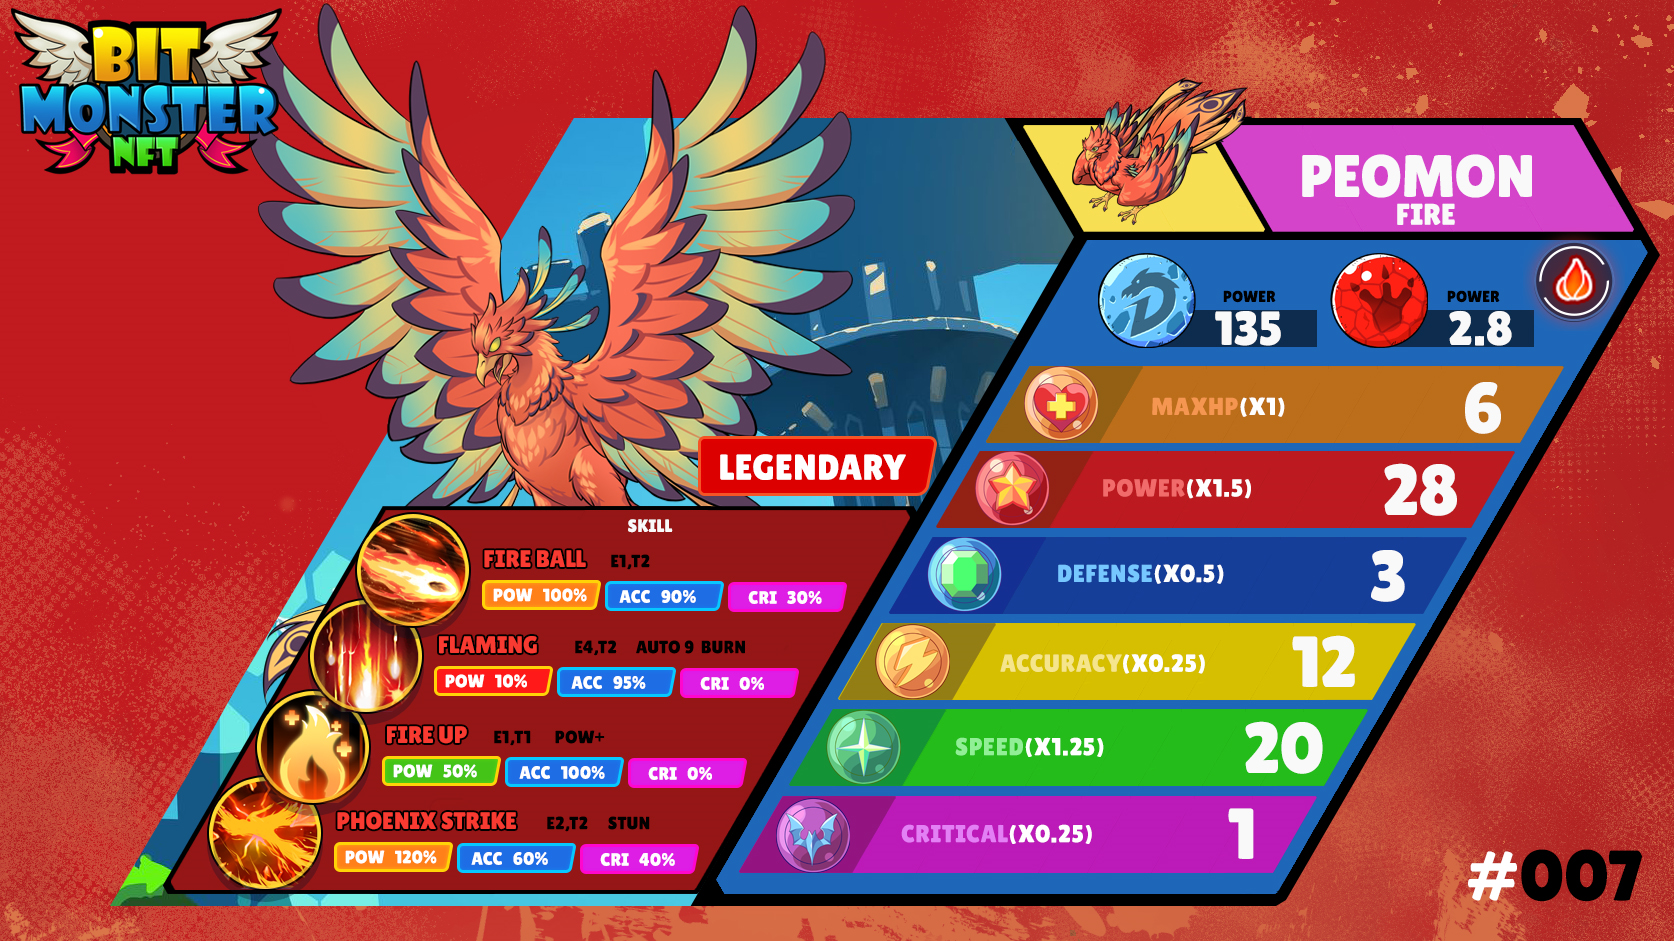 BIT
MONSTER
NFT
PEOMON
FIRE
POWER
135
POWER
2.8
MAXHP(X1) 6
POWER(X1.5) 28
DEFENSE(X0.5) 3
ACCURACY(X0.25) 12
SPEED(X1.25) 20
CRITICAL(X0.25) 1
LEGENDARY
SKILL
FIRE BALL E1,T2
POW 100% ACC 90% CRI 30%
FLAMING E4,T2 AUTO 9 BURN
POW 10% ACC 95% CRI 0%
FIRE UP E1,T1 POW+
POW 50% ACC 100% CRI 0%
PHOENIX STRIKE E2,T2 STUN
POW 120% ACC 60% CRI 40%
#007